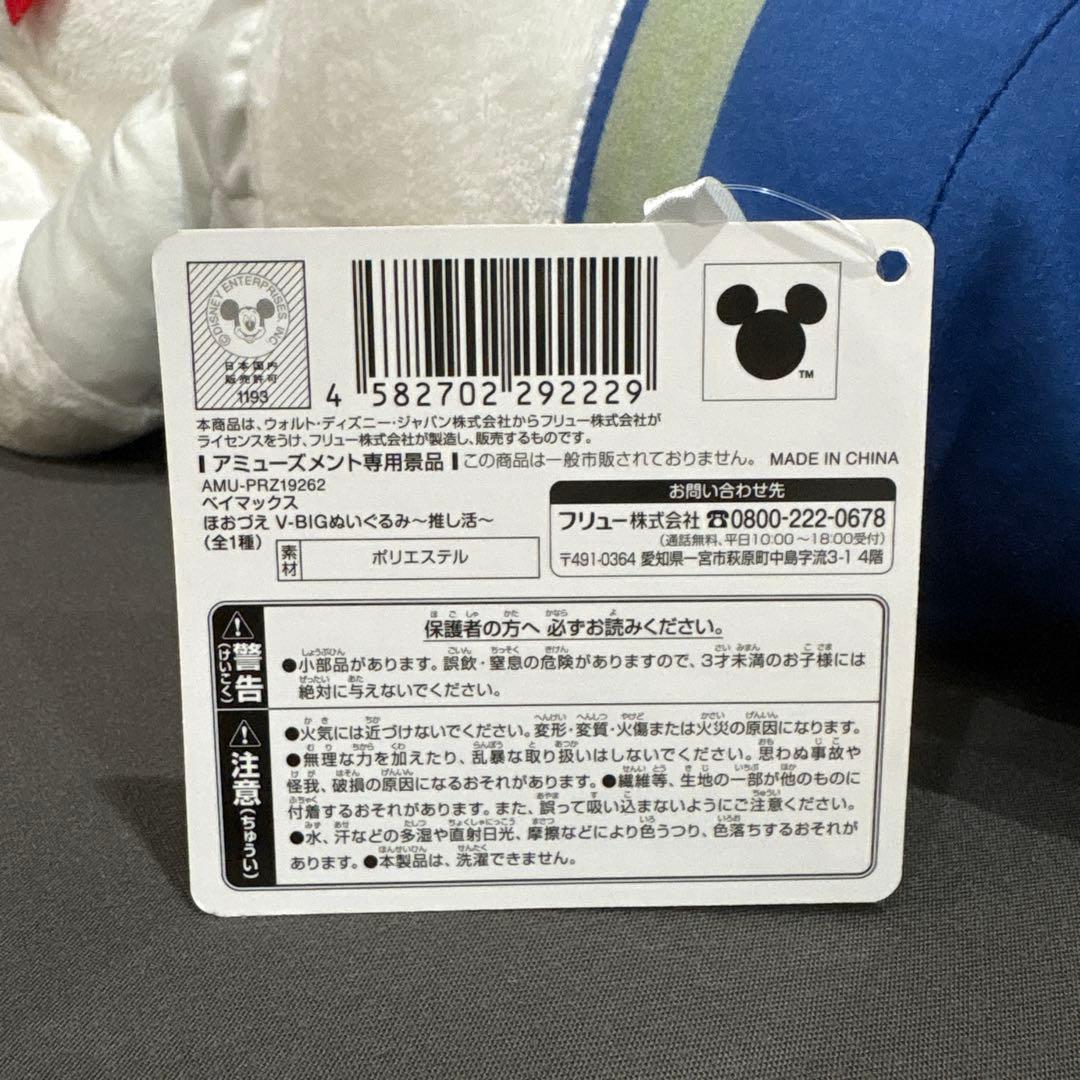 ©DISNEY ENTERPRISES, INC.
日本国内
販売許可
1193
4 582702 292229
TM
本商品は、ウォルト・ディズニー・ジャパン株式会社からフリュー株式会社が
ライセンスをうけ、フリュー株式会社が製造し、販売するものです。
アミューズメント専用景品 この商品は一般市販されておりません。 MADE IN CHINA
AMU-PRZ19262
ベイマックス
ほおづえ V-BIGぬいぐるみ〜推し活〜
(全1種)
素材
ポリエステル
お問い合わせ先
フリュー株式会社 ☎0800-222-0678
(通話無料、平日10:00〜18:00受付)
〒491-0364 愛知県一宮市萩原町中島字流3-1 4階
警告(けいこく)
保護者の方へ 必ずお読みください。
●小部品があります。誤飲・窒息の危険がありますので、3才未満のお子様には
絶対に与えないでください。
注意(ちゅうい)
●火気には近づけないでください。変形・変質・火傷または火災の原因になります。
●無理な力を加えたり、乱暴な取り扱いはしないでください。思わぬ事故や
怪我、破損の原因になるおそれがあります。●繊維等、生地の一部が他のものに
付着するおそれがあります。また、誤って吸い込まないようにご注意ください。
●水、汗などの多湿や直射日光、摩擦などにより色うつり、色落ちするおそれが
あります。●本製品は、洗濯できません。